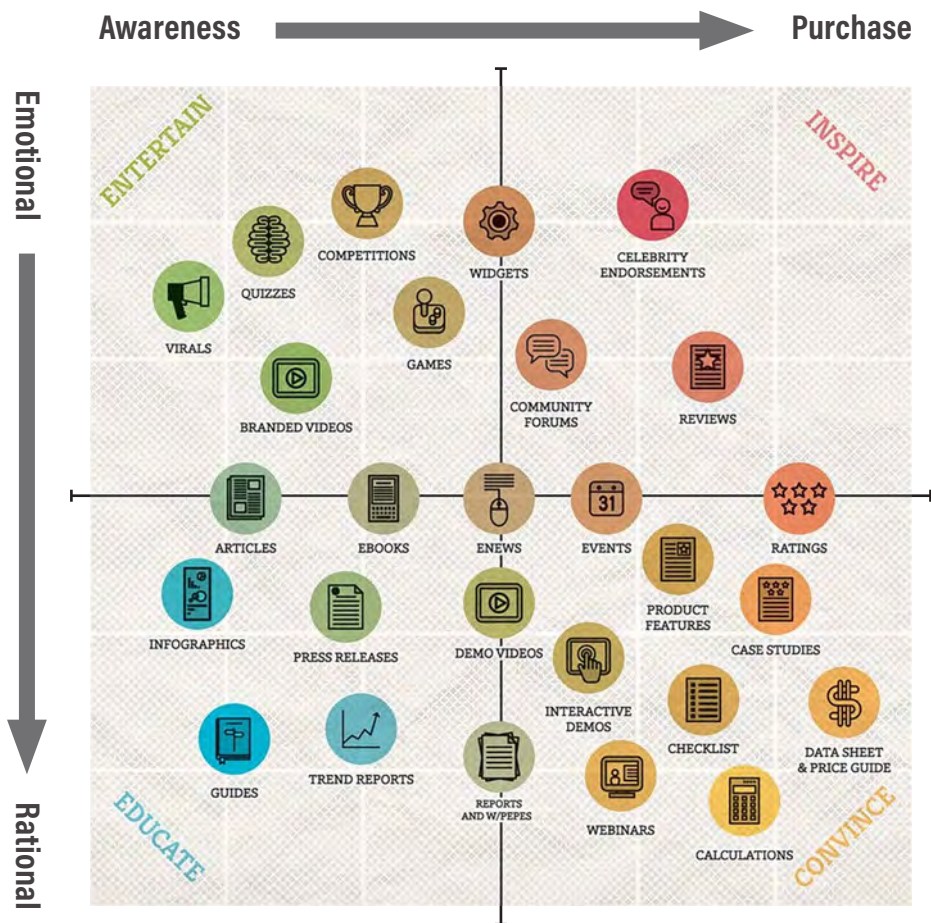 Awareness
Purchase
Emotional
Rational
ENTERTAIN
INSPIRE
COMPETITIONS
WIDGETS
CELEBRITY
ENDORSEMENTS
QUIZZES
VIRALS
GAMES
BRANDED VIDEOS
COMMUNITY
FORUMS
REVIEWS
31
ARTICLES
EBOOKS
ENEWS
EVENTS
RATINGS
INFOGRAPHICS
PRESS RELEASES
DEMO VIDEOS
PRODUCT
FEATURES
CASE STUDIES
INTERACTIVE
DEMOS
CHECKLIST
DATA SHEET
& PRICE GUIDE
GUIDES
TREND REPORTS
REPORTS
AND W/PEPES
WEBINARS
CALCULATIONS
EDUCATE
CONVINCE